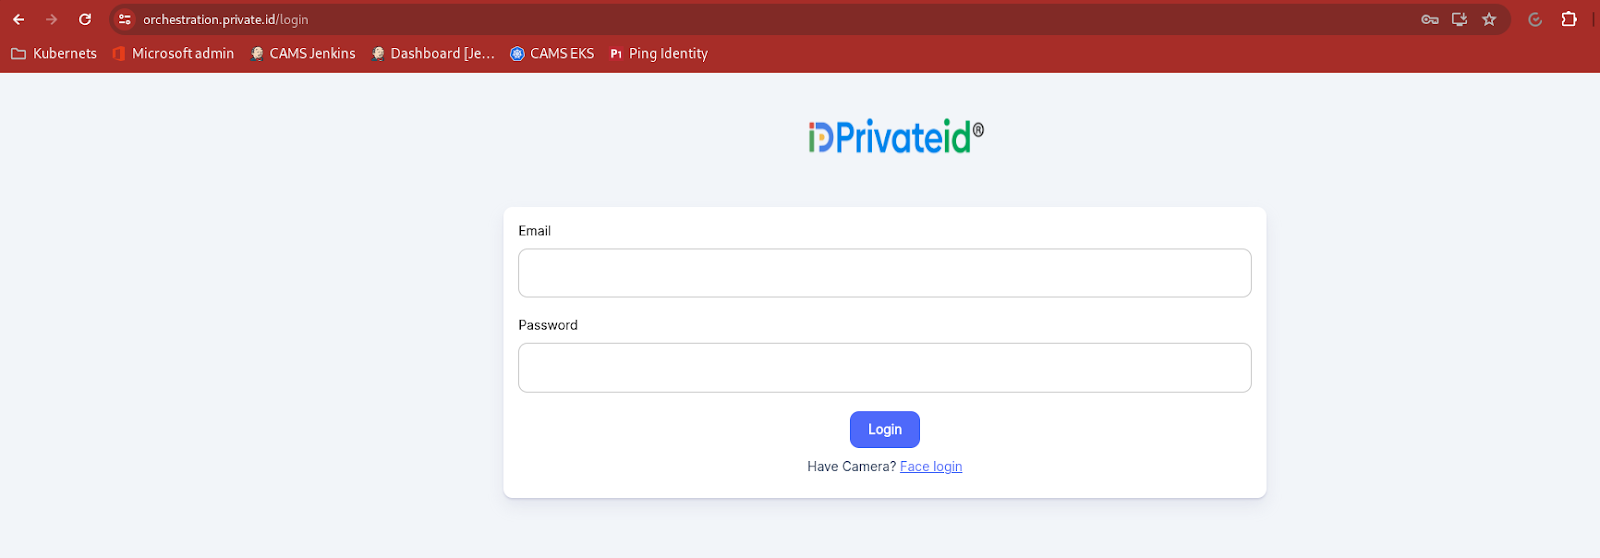 orchestration.private.id/login
Kubernets Microsoft admin CAMS Jenkins Dashboard [Je... CAMS EKS P1 Ping Identity
iDPrivateid®
Email
Password
Login
Have Camera? Face login